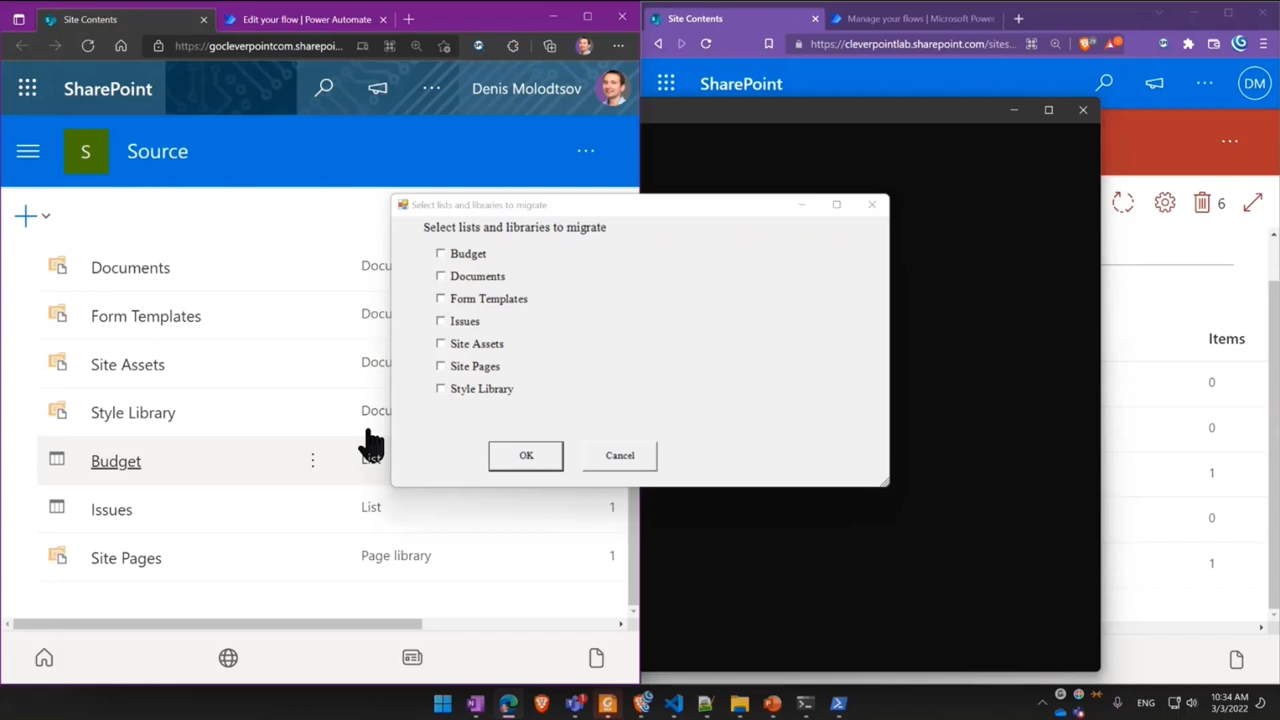 Site Contents
Edit your flow | Power Automate
https://gocleverpointcom.sharepoi...
SharePoint
Denis Molodtsov
S
Source
Documents
Docu
Form Templates
Docu
Site Assets
Docu
Style Library
Docu
Budget
List
Issues
List
1
Site Pages
Page library
1
Select lists and libraries to migrate
Select lists and libraries to migrate
Budget
Documents
Form Templates
Issues
Site Assets
Site Pages
Style Library
OK
Cancel
Site Contents
Manage your flows | Microsoft Power
https://cleverpointlab.sharepoint.com/sites...
SharePoint
DM
6
Items
0
0
1
0
1
ENG
10:34 AM
3/3/2022